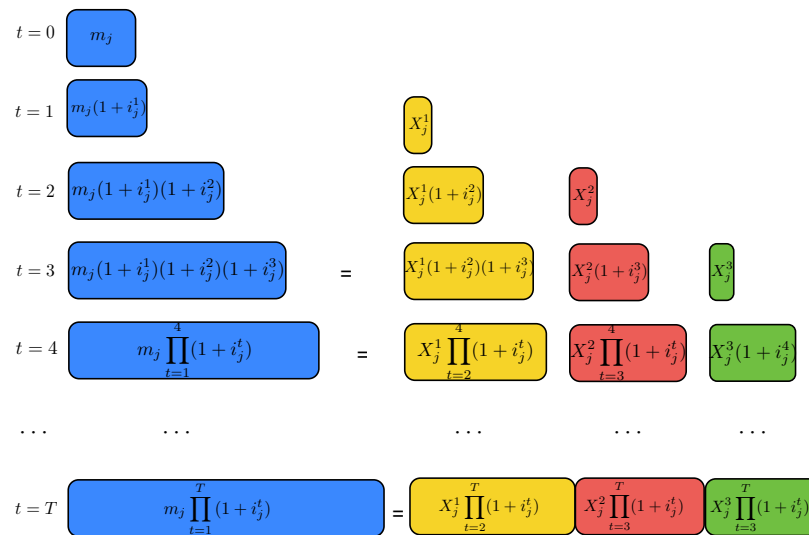 t = 0 m_j
t = 1 m_j(1 + i_j^1) X_j^1
t = 2 m_j(1 + i_j^1)(1 + i_j^2) X_j^1(1 + i_j^2) X_j^2
t = 3 m_j(1 + i_j^1)(1 + i_j^2)(1 + i_j^3) = X_j^1(1 + i_j^2)(1 + i_j^3) X_j^2(1 + i_j^3) X_j^3
t = 4 m_j ∏_{t=1}^{4} (1 + i_j^t) = X_j^1 ∏_{t=2}^{4} (1 + i_j^t) X_j^2 ∏_{t=3}^{4} (1 + i_j^t) X_j^3(1 + i_j^4)
... ... ... ... ...
t = T m_j ∏_{t=1}^{T} (1 + i_j^t) = X_j^1 ∏_{t=2}^{T} (1 + i_j^t) X_j^2 ∏_{t=3}^{T} (1 + i_j^t) X_j^3 ∏_{t=3}^{T} (1 + i_j^t)